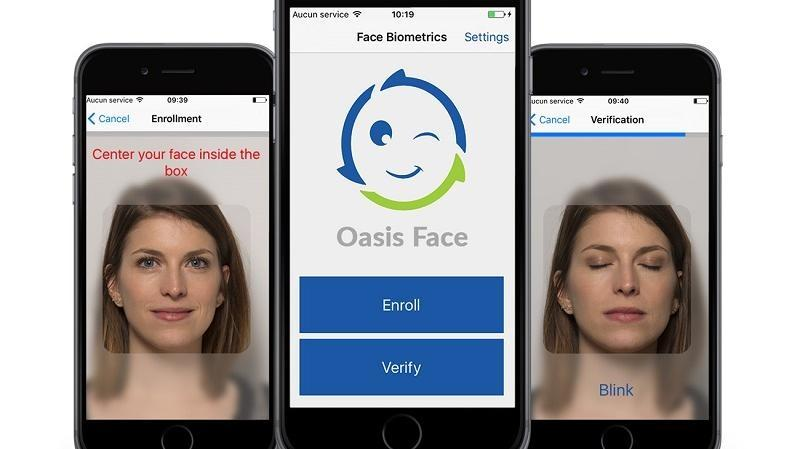 Aucun service 09:39
Cancel Enrollment
Center your face inside the
box
Aucun service 10:19
Face Biometrics Settings
Oasis Face
Enroll
Verify
ucun service 09:40
Cancel Verification
Blink